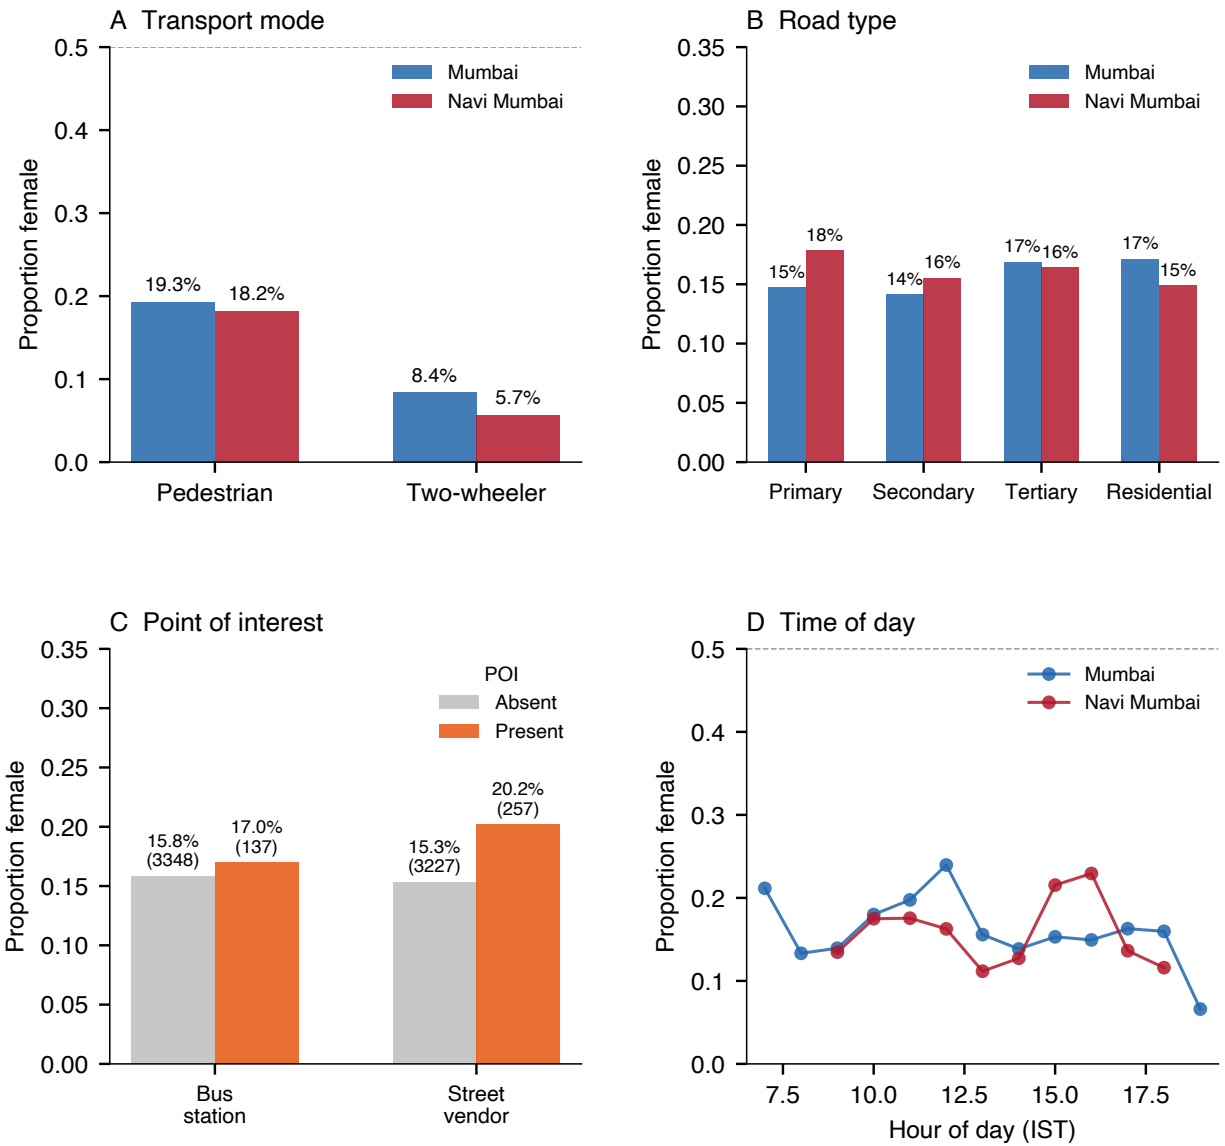 A Transport mode
0.5
0.4
0.3
0.2
0.1
0.0
Proportion female
Mumbai
Navi Mumbai
19.3%
18.2%
8.4%
5.7%
Pedestrian
Two-wheeler
B Road type
0.35
0.30
0.25
0.20
0.15
0.10
0.05
0.00
Proportion female
Mumbai
Navi Mumbai
15%
18%
14%
16%
17%
16%
17%
15%
Primary
Secondary
Tertiary
Residential
C Point of interest
0.35
0.30
0.25
0.20
0.15
0.10
0.05
0.00
Proportion female
POI
Absent
Present
15.8%
(3348)
17.0%
(137)
15.3%
(3227)
20.2%
(257)
Bus
station
Street
vendor
D Time of day
0.5
0.4
0.3
0.2
0.1
0.0
Proportion female
Mumbai
Navi Mumbai
7.5
10.0
12.5
15.0
17.5
Hour of day (IST)